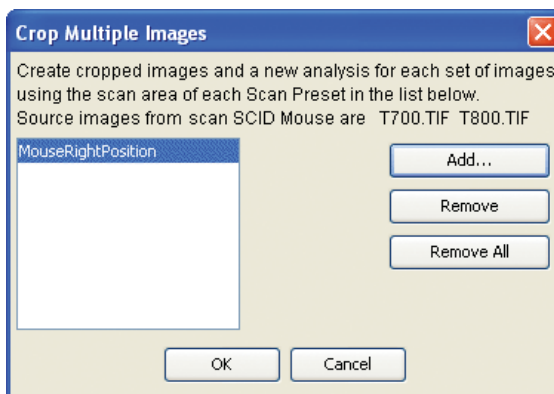 Crop Multiple Images
Create cropped images and a new analysis for each set of images
using the scan area of each Scan Preset in the list below.
Source images from scan SCID Mouse are T700.TIF T800.TIF
MouseRightPosition
Add...
Remove
Remove All
OK
Cancel